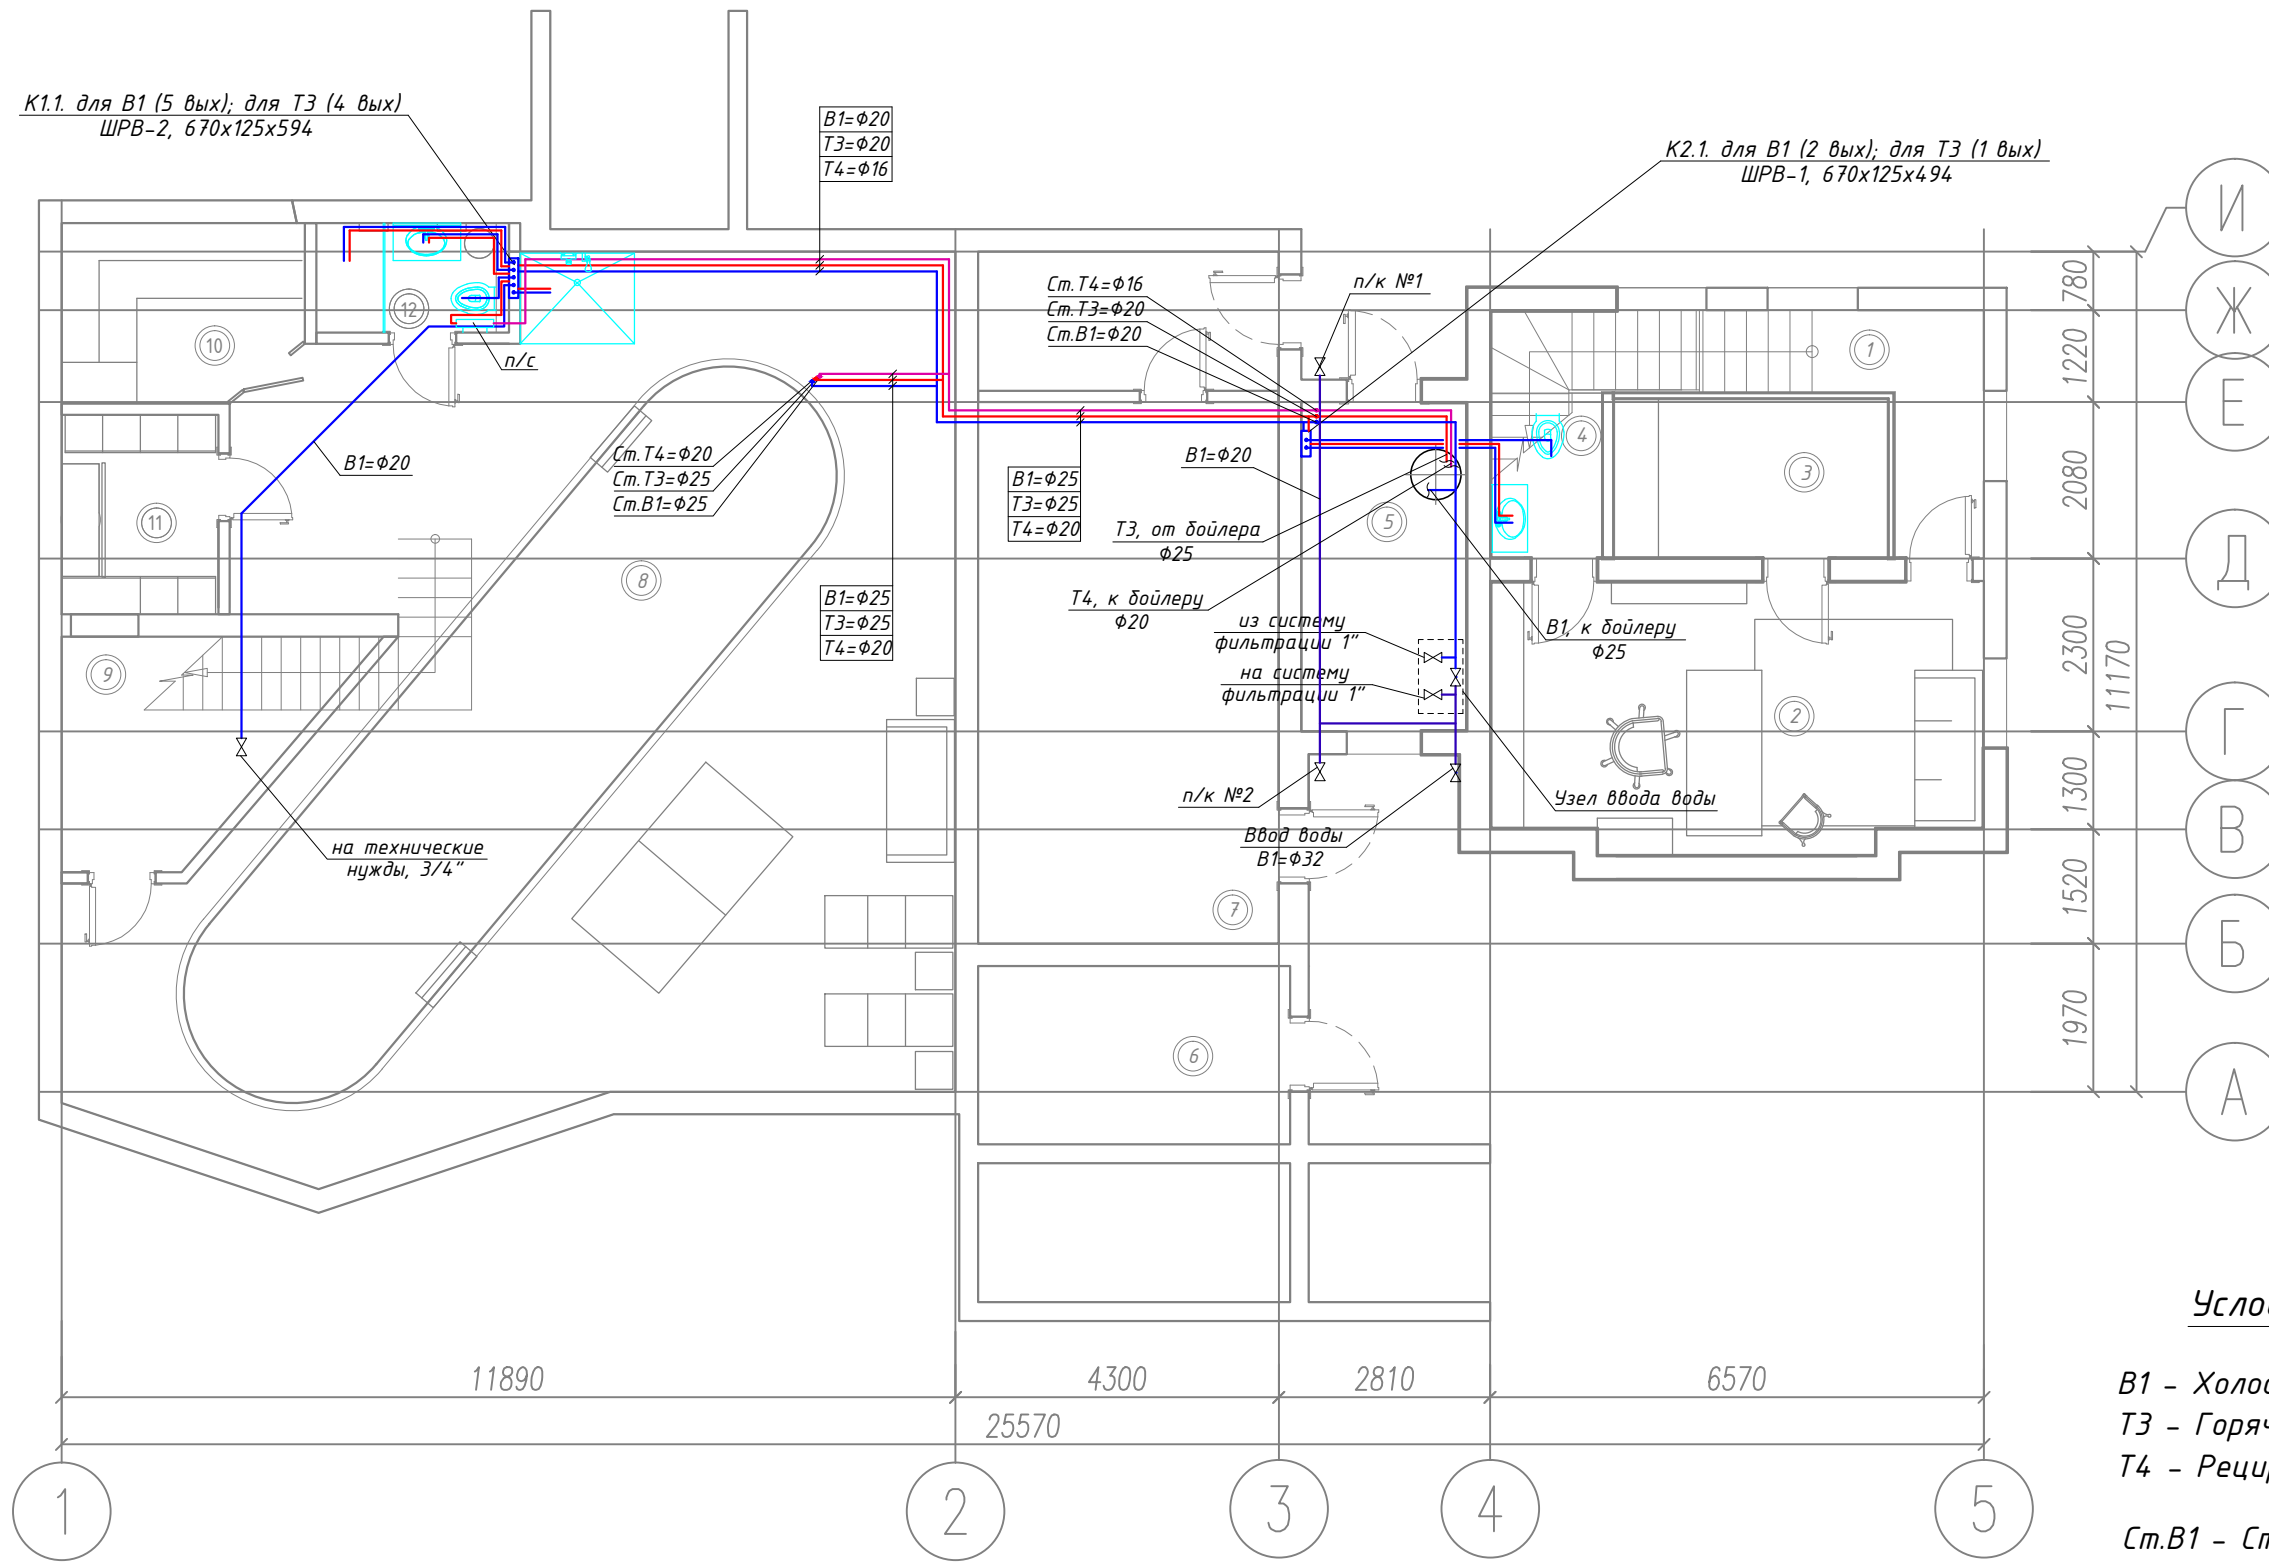 К1.1. для В1 (5 вых); для Т3 (4 вых)
ШРВ-2, 670х125х594
В1=Ф20
Т3=Ф20
Т4=Ф16
К2.1. для В1 (2 вых); для Т3 (1 вых)
ШРВ-1, 670х125х494
И
Ж
Е
Д
Г
В
Б
А
780
1220
2080
2300
1300
1520
1970
11170
Ст.Т4=Ф16
Ст.Т3=Ф20
Ст.В1=Ф20
п/к №1
12
10
п/с
1
4
3
В1=Ф20
Ст.Т4=Ф20
Ст.Т3=Ф25
Ст.В1=Ф25
В1=Ф20
В1=Ф25
Т3=Ф25
Т4=Ф20
11
5
Т3, от бойлера
Ф25
8
В1=Ф25
Т3=Ф25
Т4=Ф20
Т4, к бойлеру
Ф20
из систему
фильтрации 1"
на систему
фильтрации 1"
В1, к бойлеру
Ф25
9
2
п/к №2
Узел ввода воды
Ввод воды
В1=Ф32
на технические
нужды, 3/4"
7
6
11890
4300
2810
6570
25570
1
2
3
4
5
В1 -
Т3 -
Т4 -
Ст.В1 -